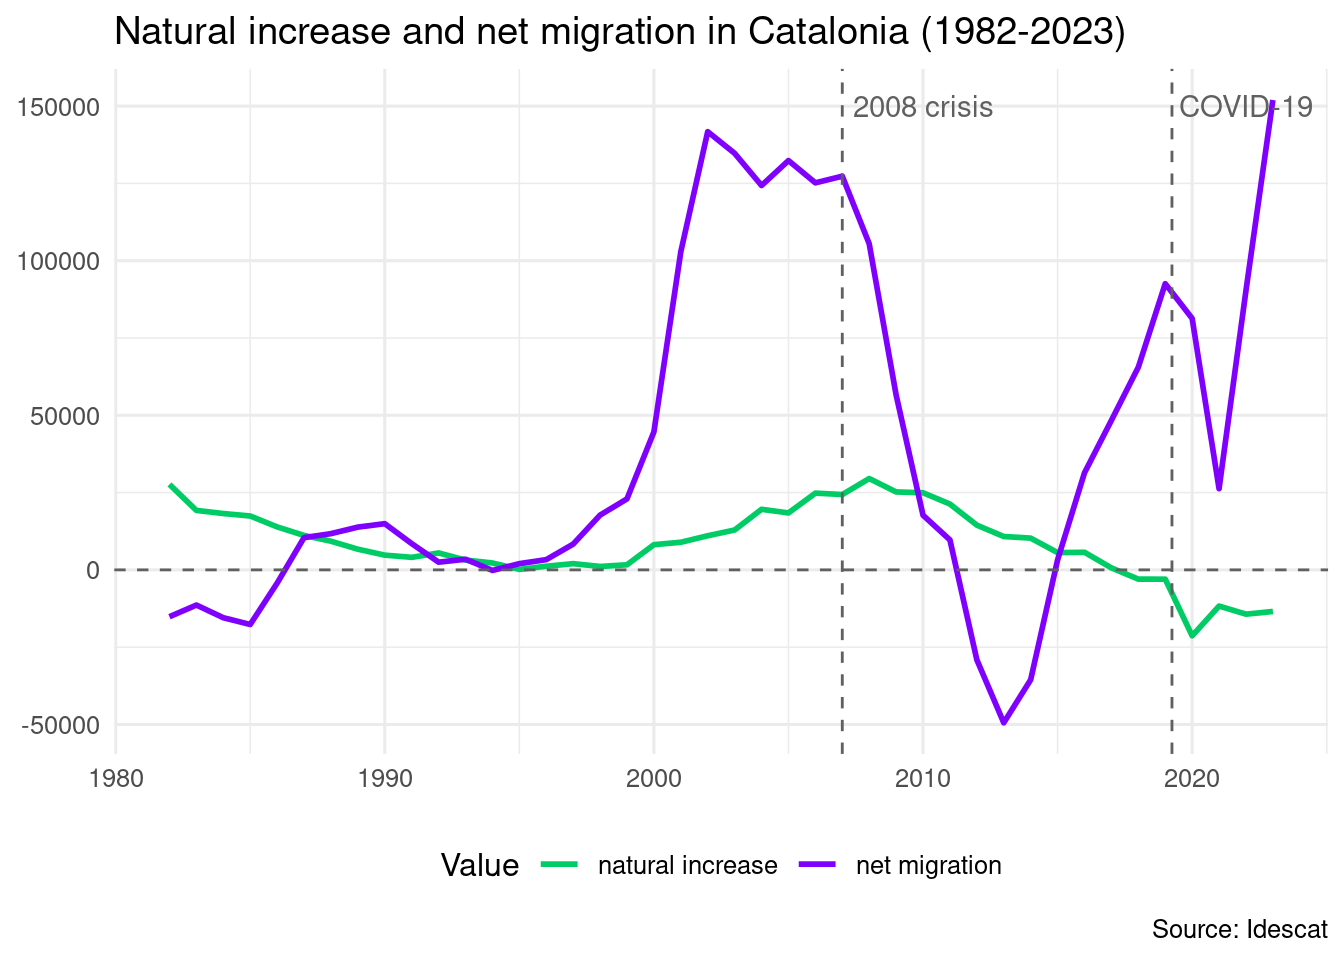 Natural increase and net migration in Catalonia (1982-2023)
150000
2008 crisis
COVID-19
100000
50000
0
-50000
1980
1990
2000
2010
2020
Value
natural increase
net migration
Source: Idescat